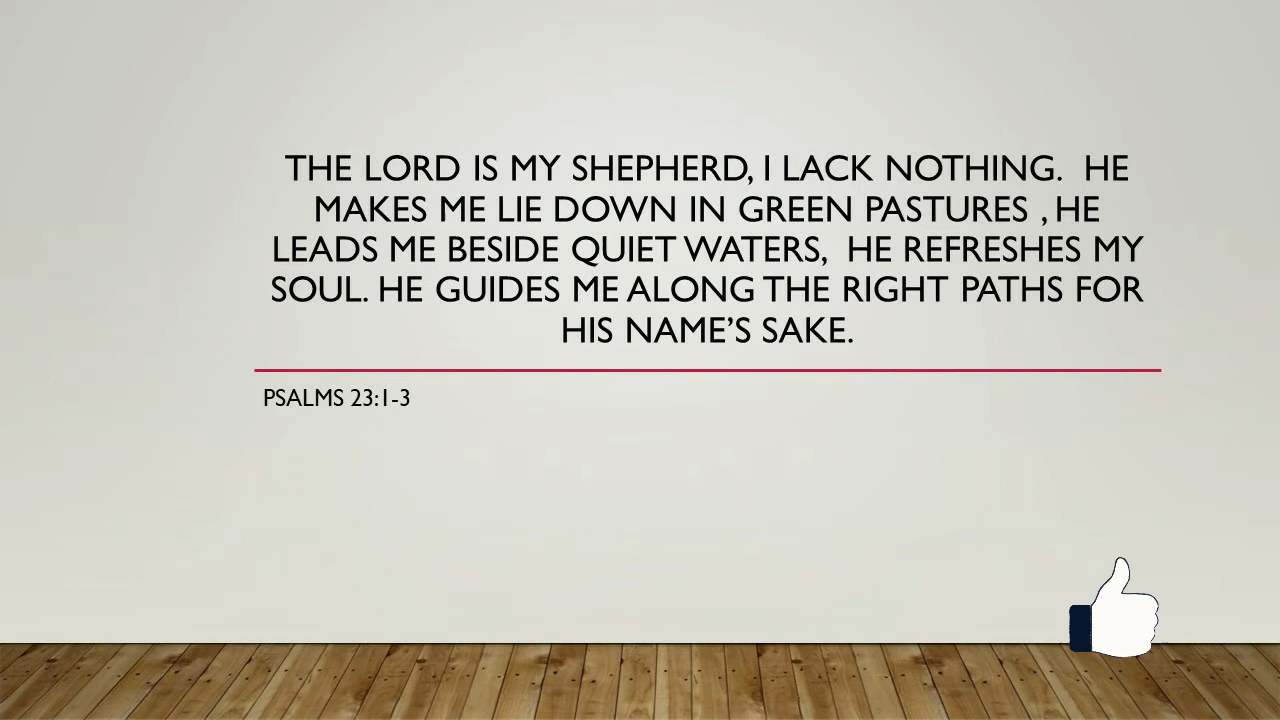 THE LORD IS MY SHEPHERD, I LACK NOTHING.  HE
MAKES ME LIE DOWN IN GREEN PASTURES , HE
LEADS ME BESIDE QUIET WATERS,  HE REFRESHES MY
SOUL. HE GUIDES ME ALONG THE RIGHT PATHS FOR
HIS NAME’S SAKE.
PSALMS 23:1-3